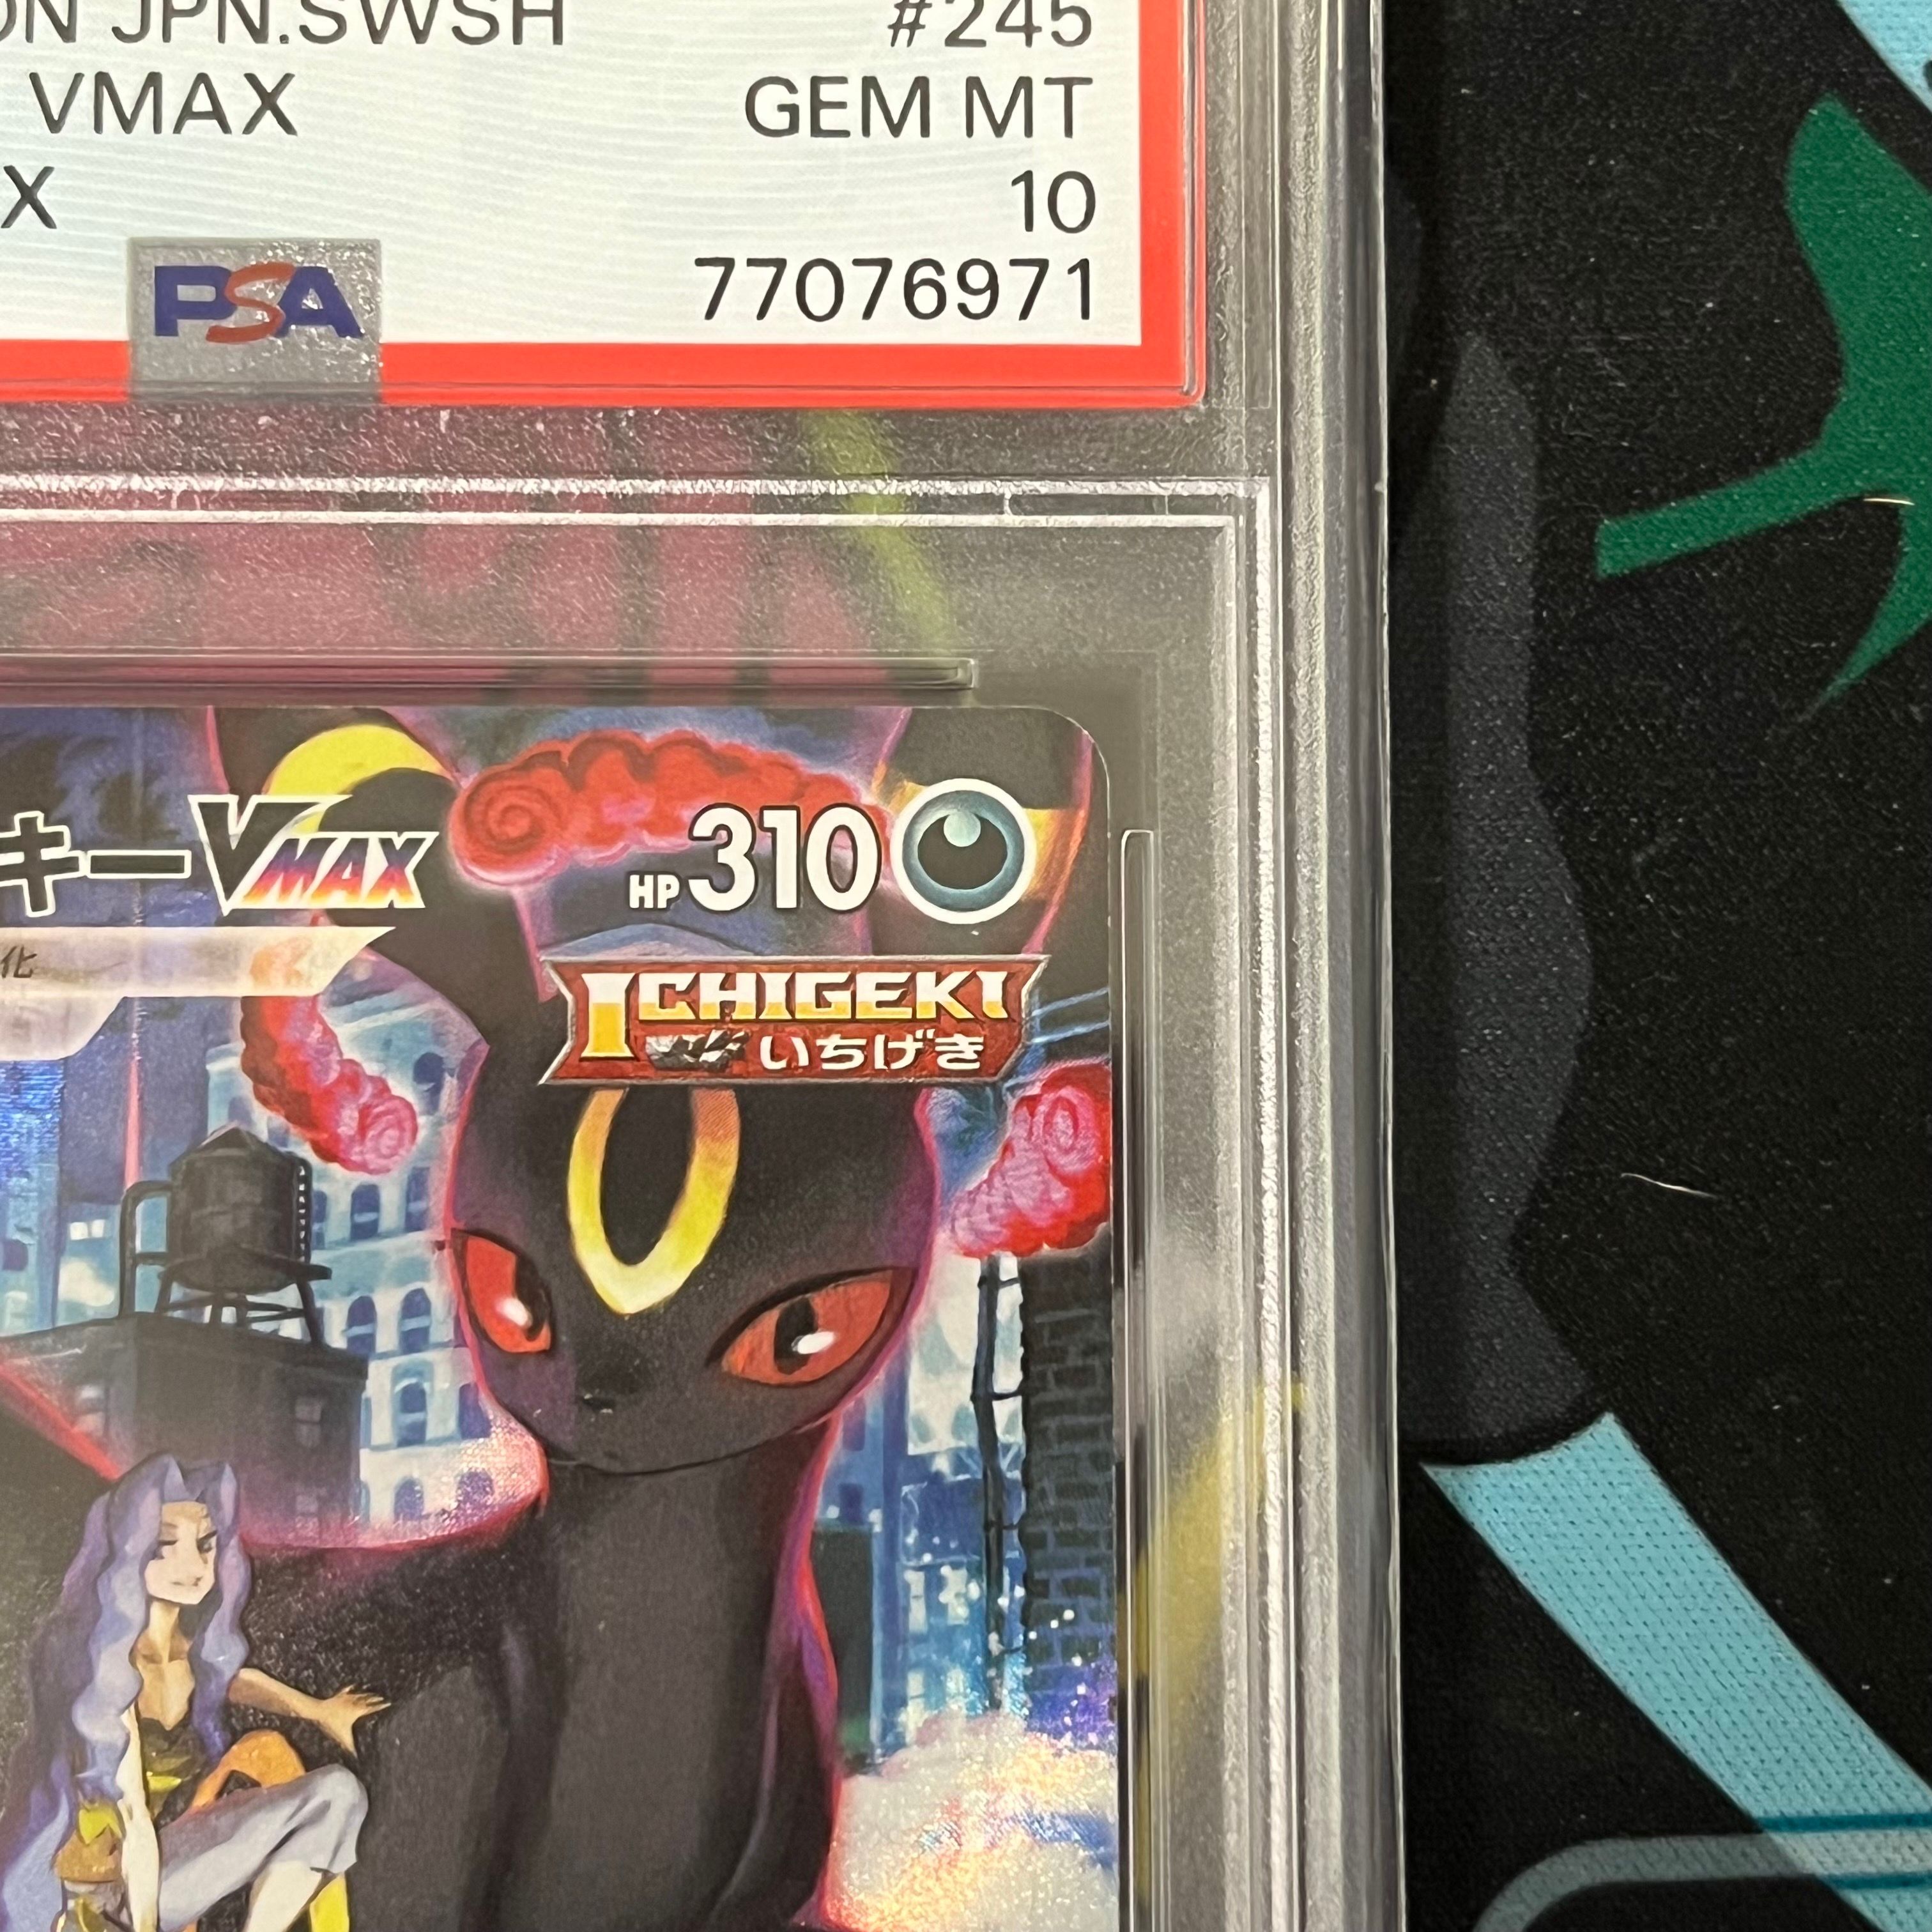 JPN.SWSH #245
VMAX GEM MT
X 10
PSA 77076971
キーVMAX HP310
化
ICHIGEKI
いちげき